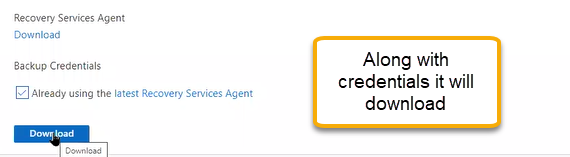 Recovery Services Agent
Download
Backup Credentials
Already using the latest Recovery Services Agent
Download
Download
Along with
credentials it will
download